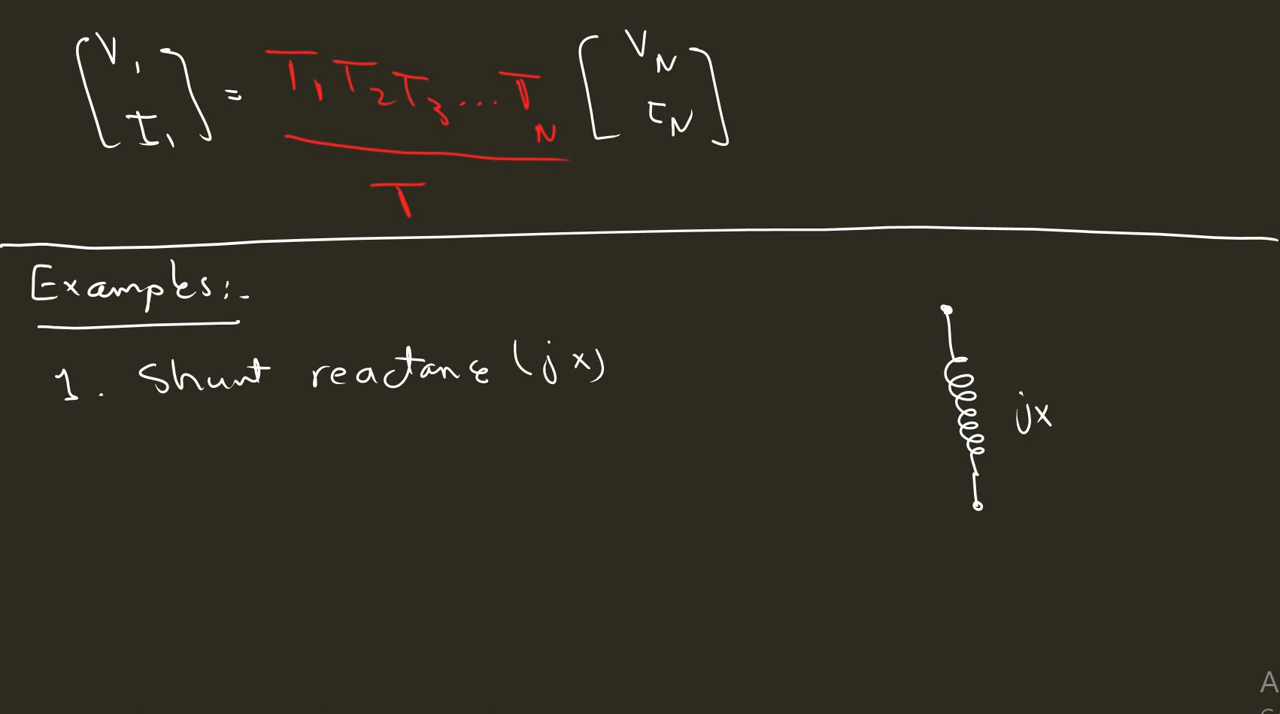 [V1 I1] = T1 T2 T3 ... TN [VN IN]
T
Examples:-
1. Shunt reactance (jx)
jx
A